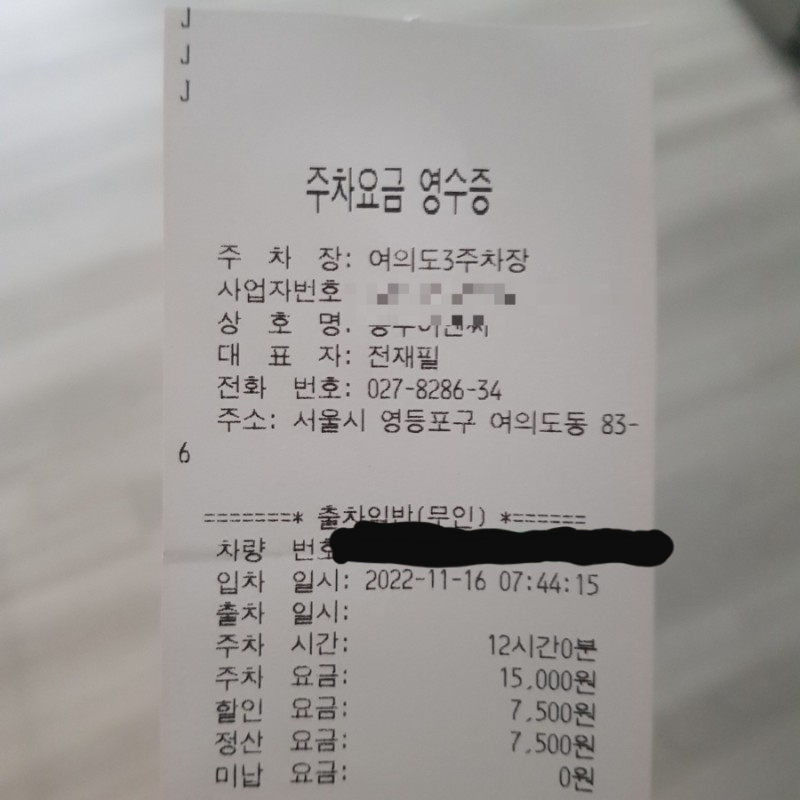 J
J
J
주차요금 영수증
주 차 장: 여의도3주차장
사업자번호
상 호 명:
대 표 자: 전재필
전화 번호: 027-8286-34
주소: 서울시 영등포구 여의도동 83-
6
=======* 출차일반(무인) *======
차량 번호
입차 일시: 2022-11-16 07:44:15
출차 일시:
주차 시간: 12시간0분
주차 요금: 15,000원
할인 요금: 7,500원
정산 요금: 7,500원
미납 요금: 0원